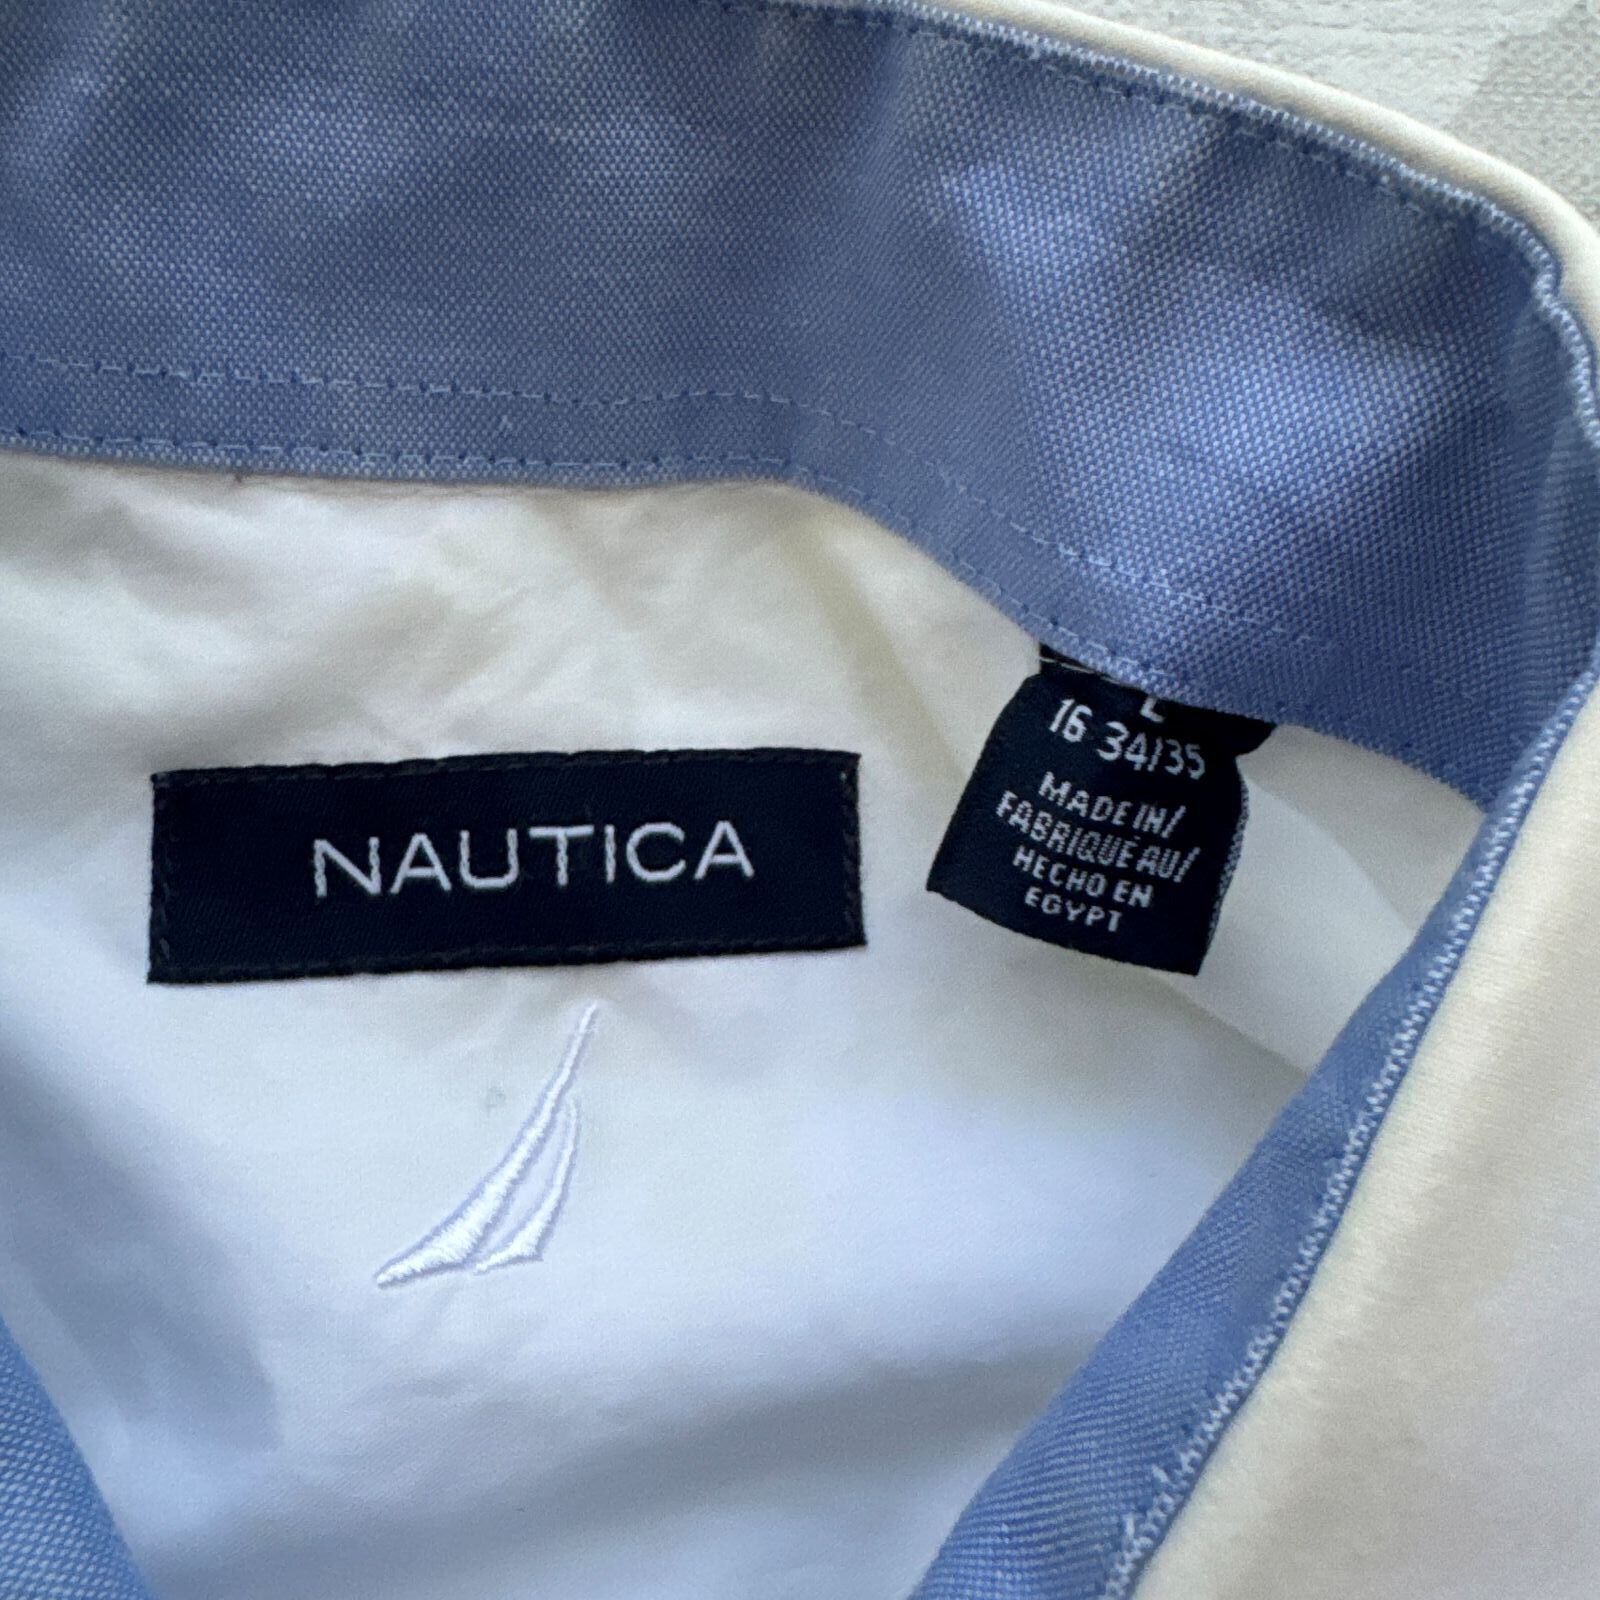 NAUTICA
L
16 34/35
MADE IN/
FABRIQUE AU/
HECHO EN
EGYPT